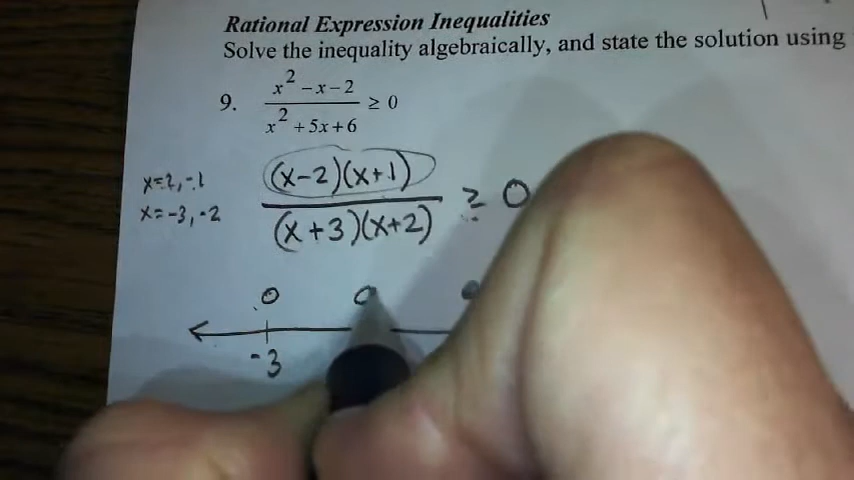 Rational Expression Inequalities
Solve the inequality algebraically, and state the solution using
9. x² - x - 2
≥ 0
x² + 5x + 6
x=2, -1
(x-2)(x+1)
≥ 0
x=-3, -2
(x+3)(x+2)
-3